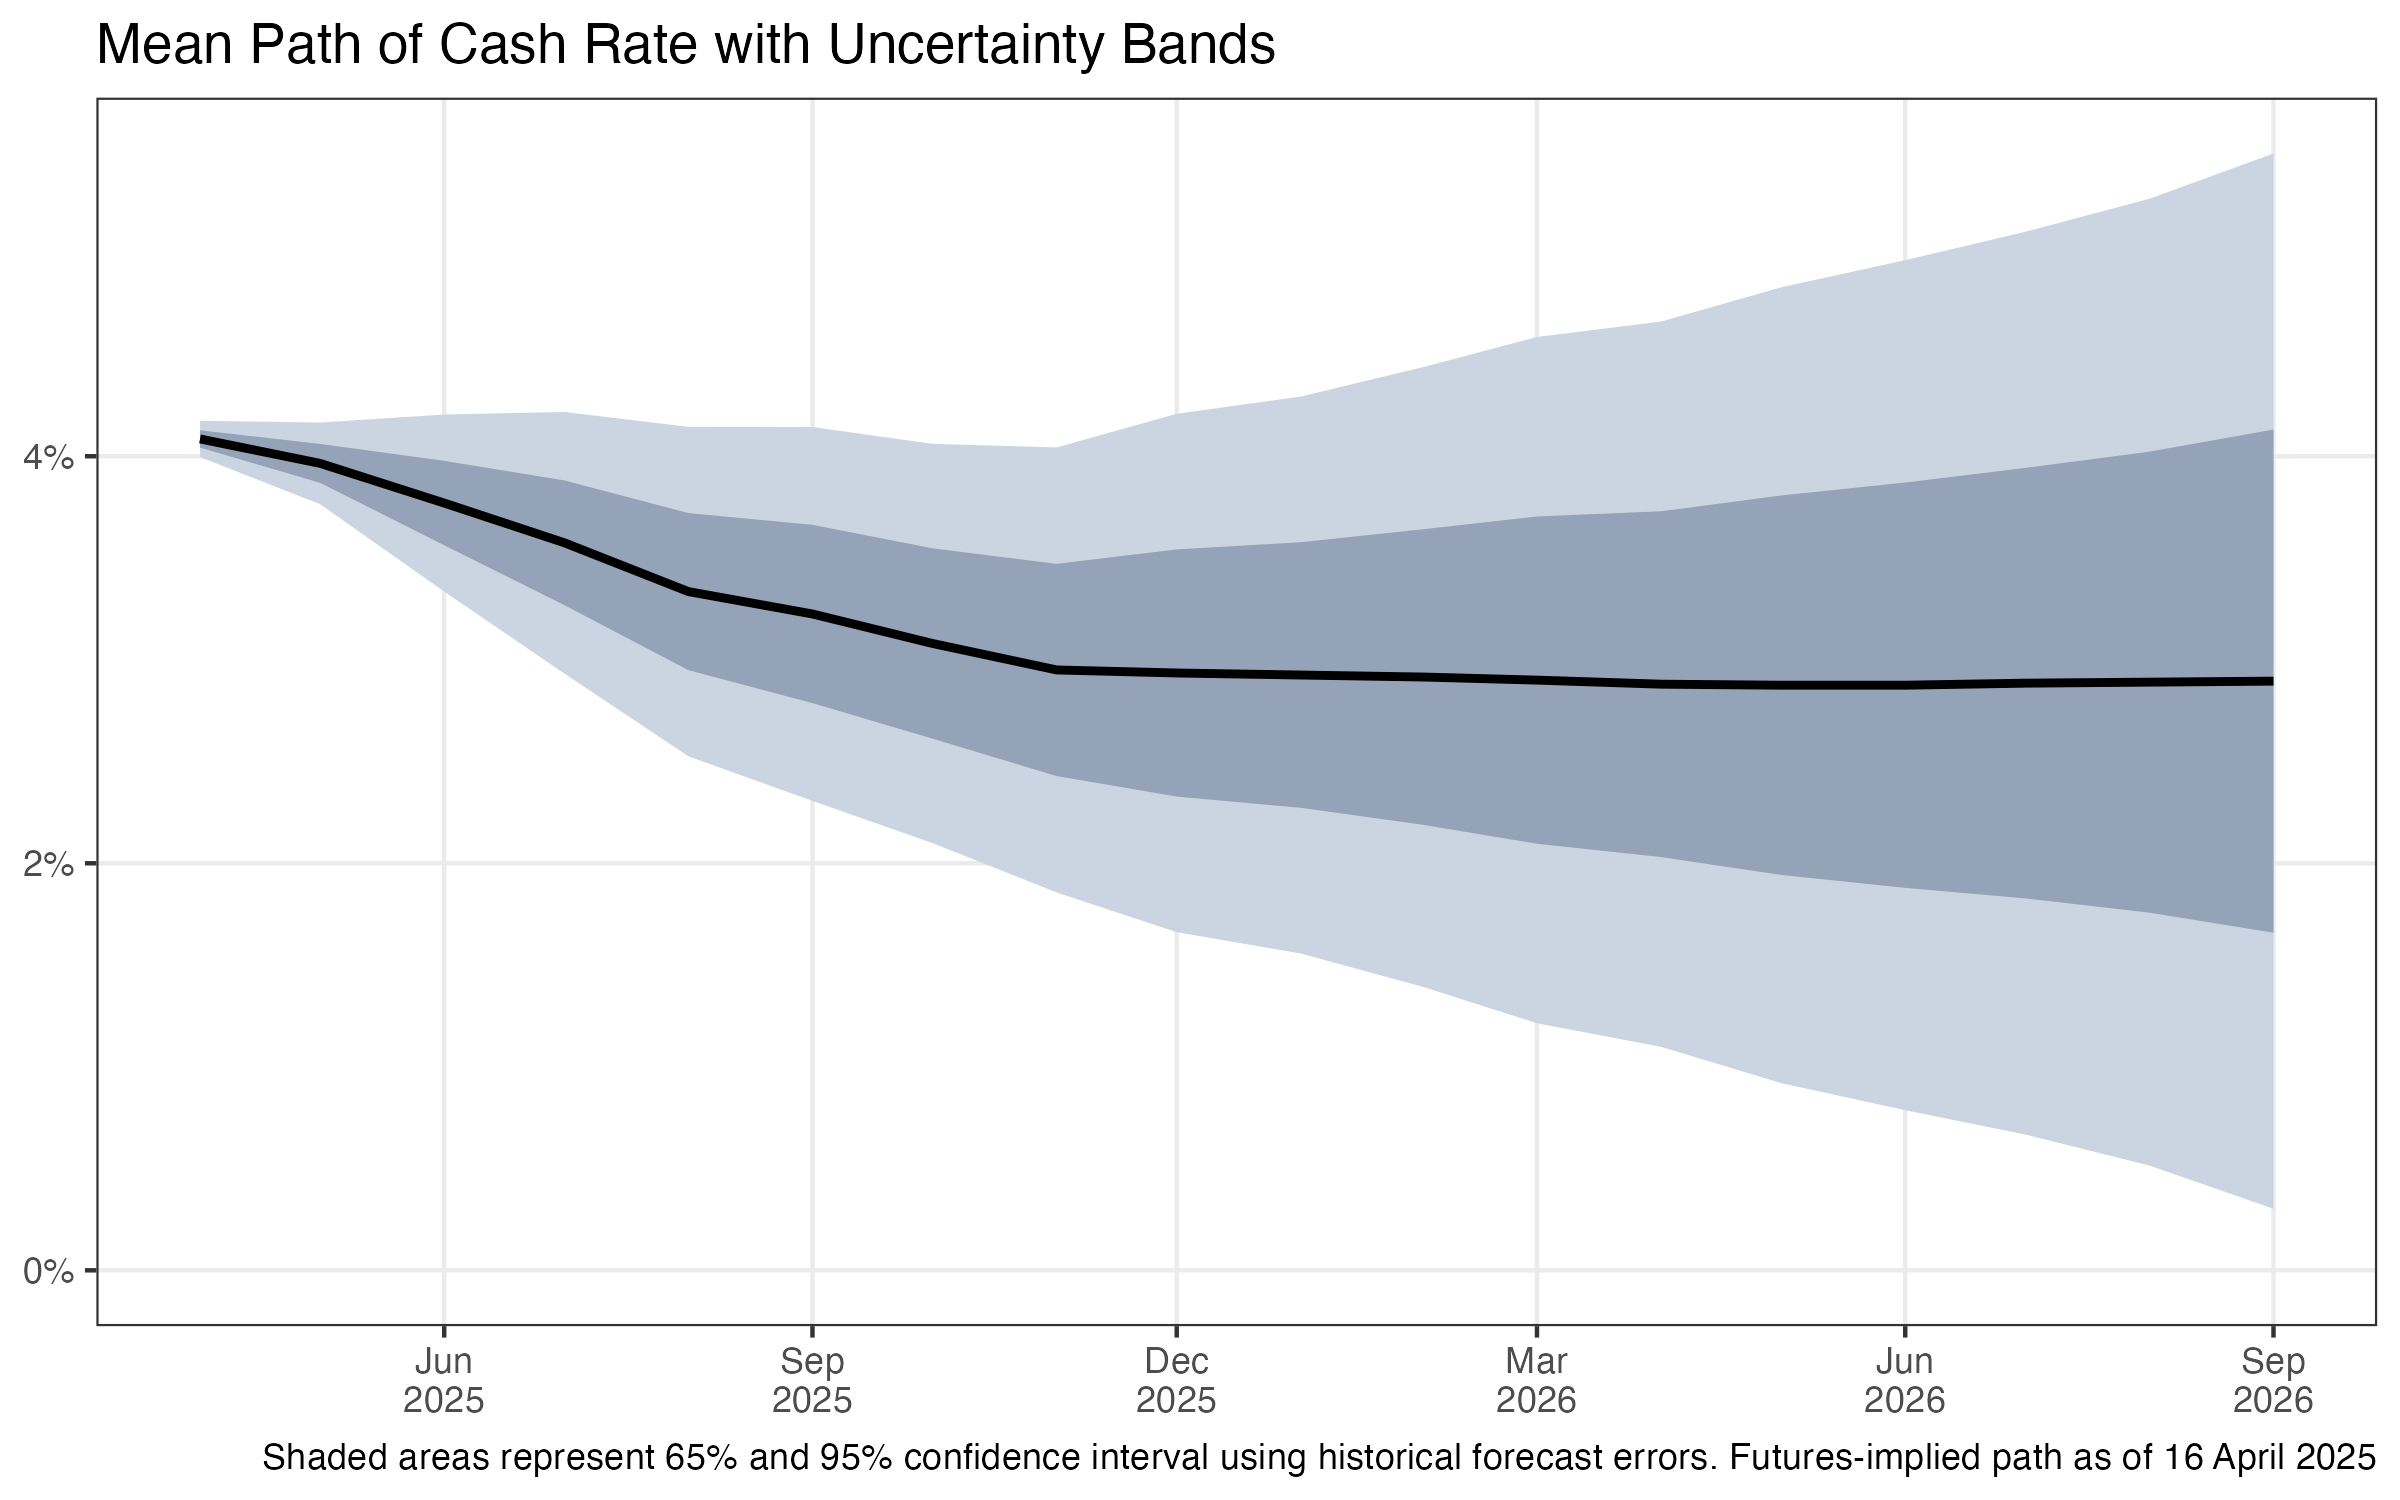 Mean Path of Cash Rate with Uncertainty Bands
4%
2%
0%
Jun
2025
Sep
2025
Dec
2025
Mar
2026
Jun
2026
Sep
2026
Shaded areas represent 65% and 95% confidence interval using historical forecast errors. Futures-implied path as of 16 April 2025